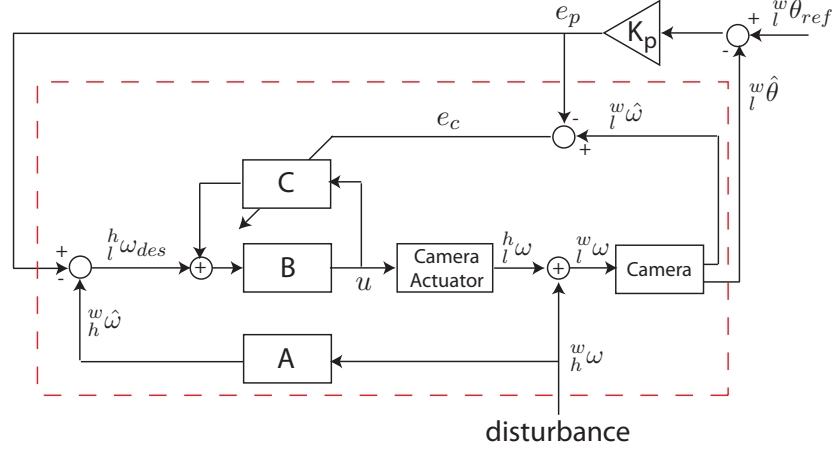 e_p
K_p
+
^w_l θ_ref
-
^w_l θ̂
e_c
-
^w_l ω̂
+
C
+
-
^h_l ω_des
+
B
u
Camera
Actuator
^h_l ω
+
^w_l ω
Camera
^w_h ω̂
A
^w_h ω
disturbance